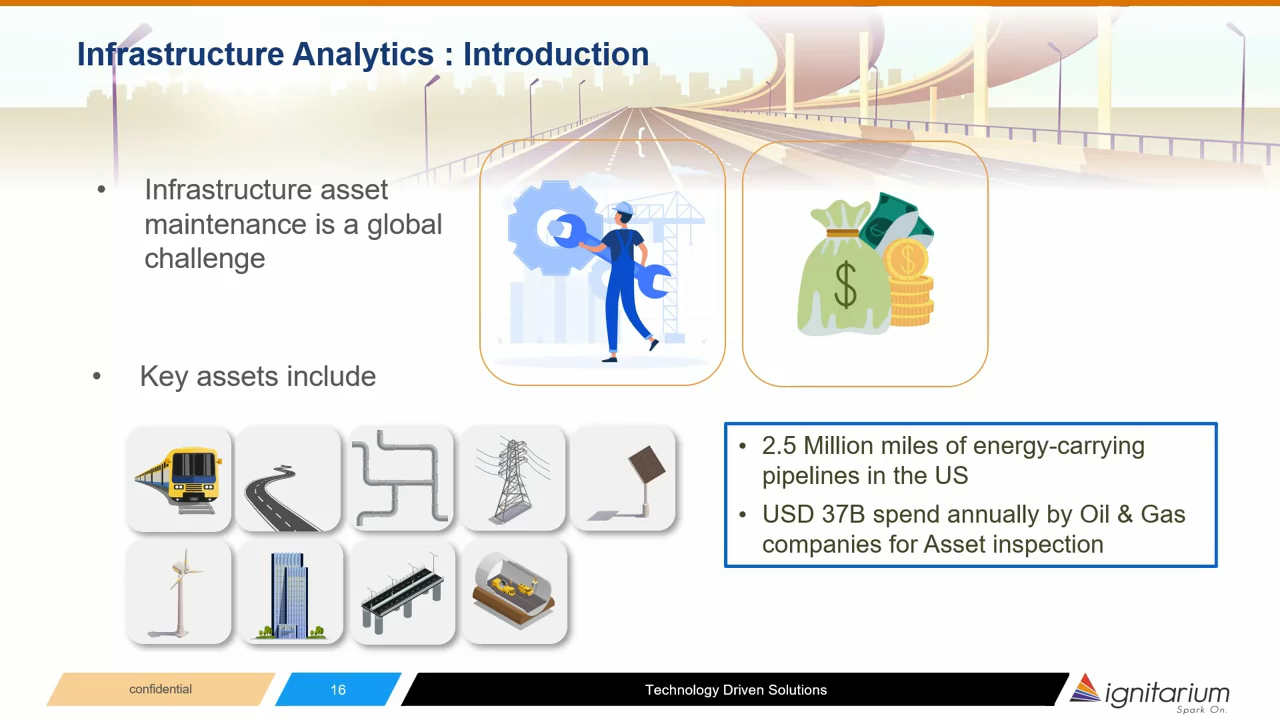 Infrastructure Analytics : Introduction
• Infrastructure asset
maintenance is a global
challenge
$
$
• Key assets include
• 2.5 Million miles of energy-carrying
pipelines in the US
• USD 37B spend annually by Oil & Gas
companies for Asset inspection
confidential
16
Technology Driven Solutions
ignitarium
Spark On.